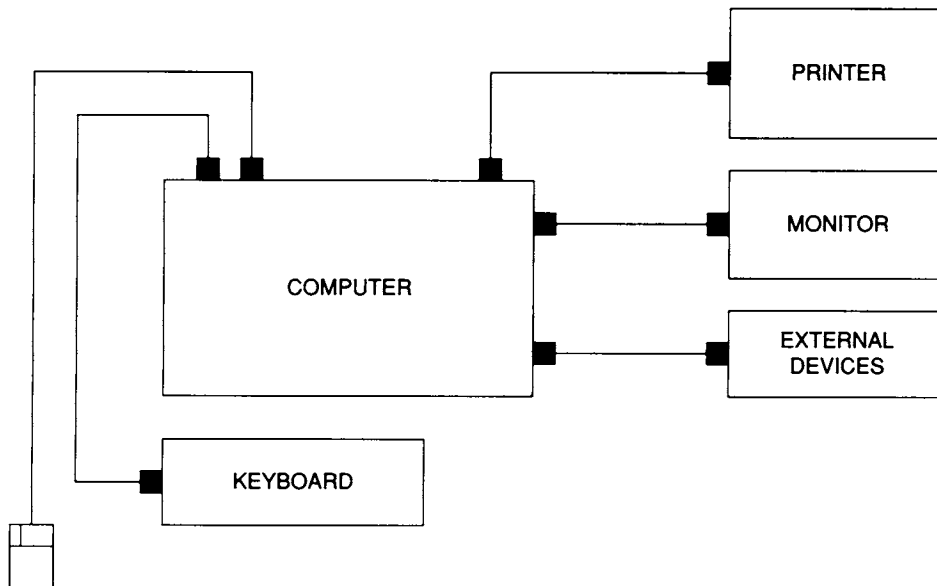 PRINTER
MONITOR
COMPUTER
EXTERNAL
DEVICES
KEYBOARD